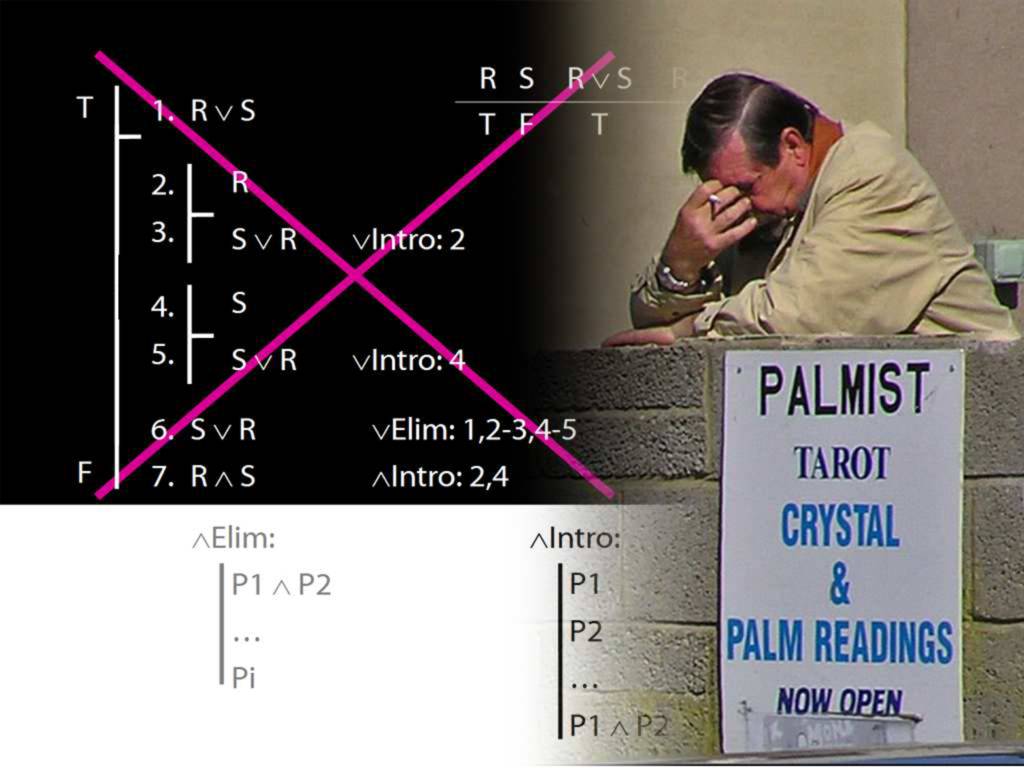 R S R∨S R
T T F T
1. R∨S
2. R
3. S∨R ∨Intro: 2
4. S
5. S∨R ∨Intro: 4
6. S∨R ∨Elim: 1,2-3,4-5
F 7. R∧S ∧Intro: 2,4
∧Elim:
P1 ∧ P2
...
Pi
∧Intro:
P1
P2
...
P1 ∧ P2
PALMIST
TAROT
CRYSTAL
&
PALM READINGS
NOW OPEN